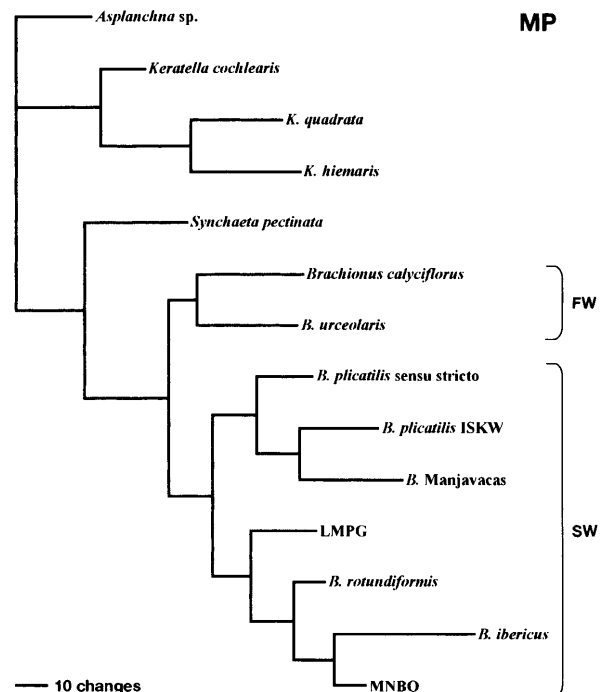 MP
Asplanchna sp.
Keratella cochlearis
K. quadrata
K. hiemaris
Synchaeta pectinata
Brachionus calyciflorus
FW
B. urceolaris
B. plicatilis sensu stricto
B. plicatilis ISKW
B. Manjavacas
SW
LMPG
B. rotundiformis
B. ibericus
MNBO
10 changes